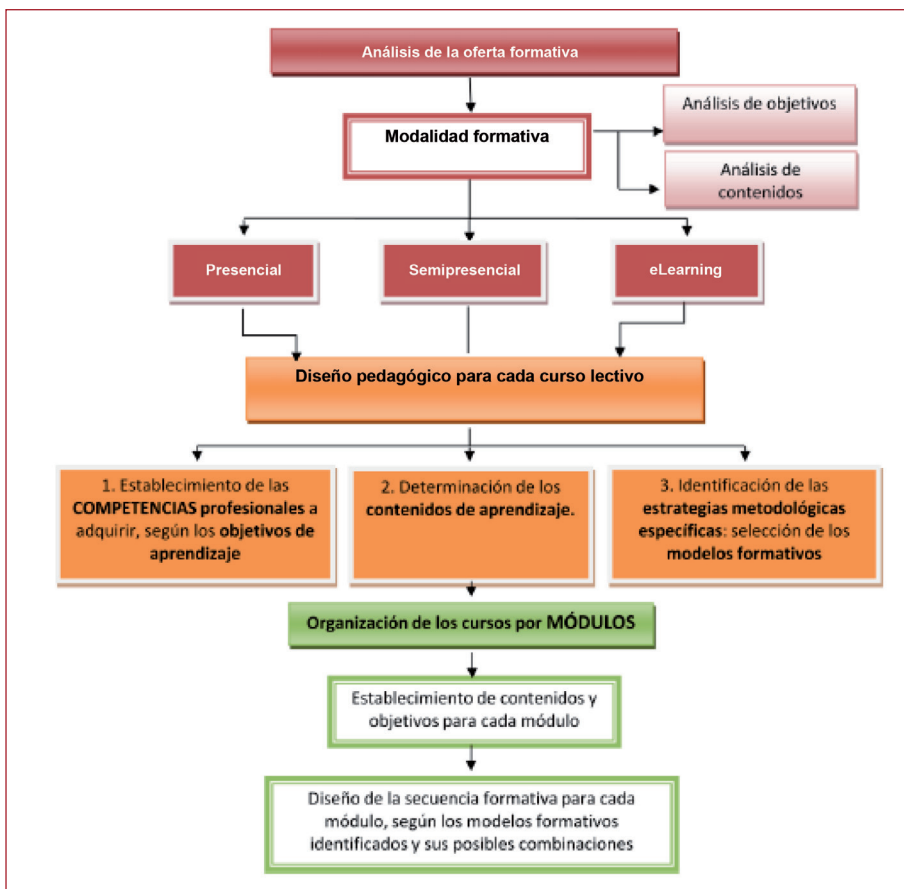 Análisis de la oferta formativa
Modalidad formativa
Análisis de objetivos
Análisis de
contenidos
Presencial
Semipresencial
eLearning
Diseño pedagógico para cada curso lectivo
1. Establecimiento de las
COMPETENCIAS profesionales a
adquirir, según los objetivos de
aprendizaje
2. Determinación de los
contenidos de aprendizaje.
3. Identificación de las
estrategias metodológicas
específicas: selección de los
modelos formativos
Organización de los cursos por MÓDULOS
Establecimiento de contenidos y
objetivos para cada módulo
Diseño de la secuencia formativa para cada
módulo, según los modelos formativos
identificados y sus posibles combinaciones